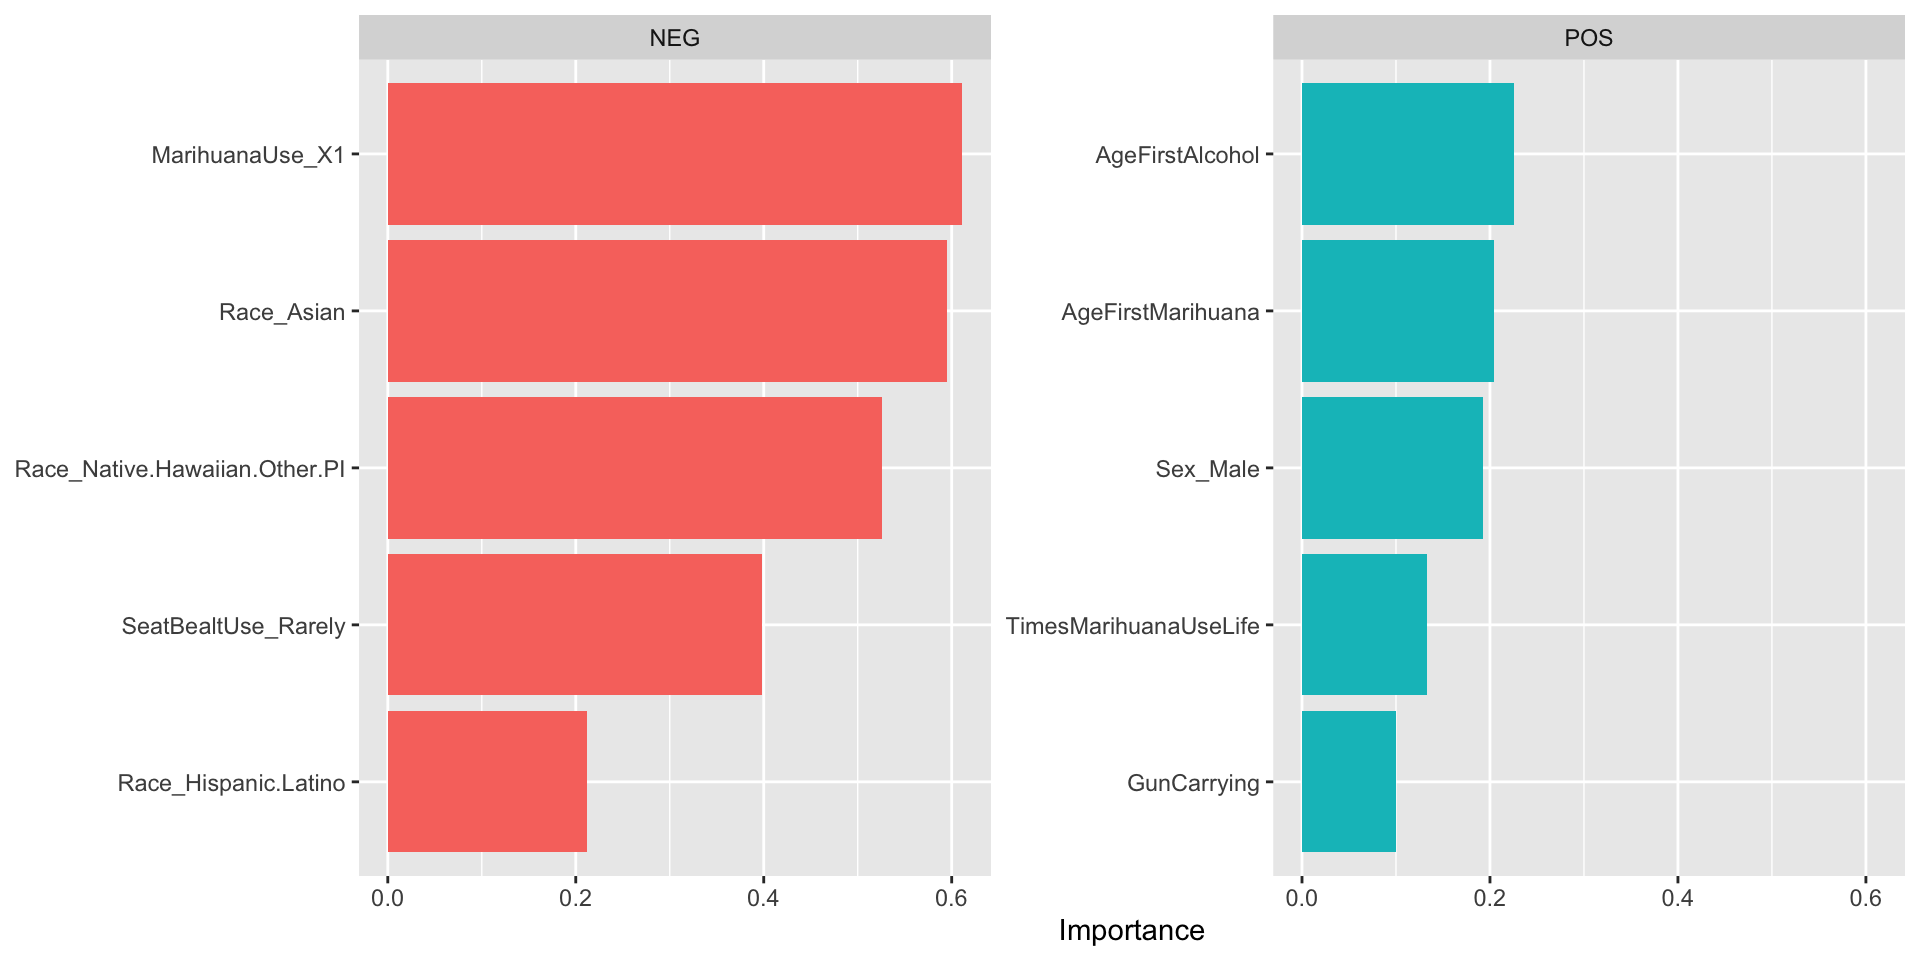 NEG
MarihuanaUse_X1
Race_Asian
Race_Native.Hawaiian.Other.PI
SeatBealtUse_Rarely
Race_Hispanic.Latino
0.0 0.2 0.4 0.6
POS
AgeFirstAlcohol
AgeFirstMarihuana
Sex_Male
TimesMarihuanaUseLife
GunCarrying
0.0 0.2 0.4 0.6
Importance